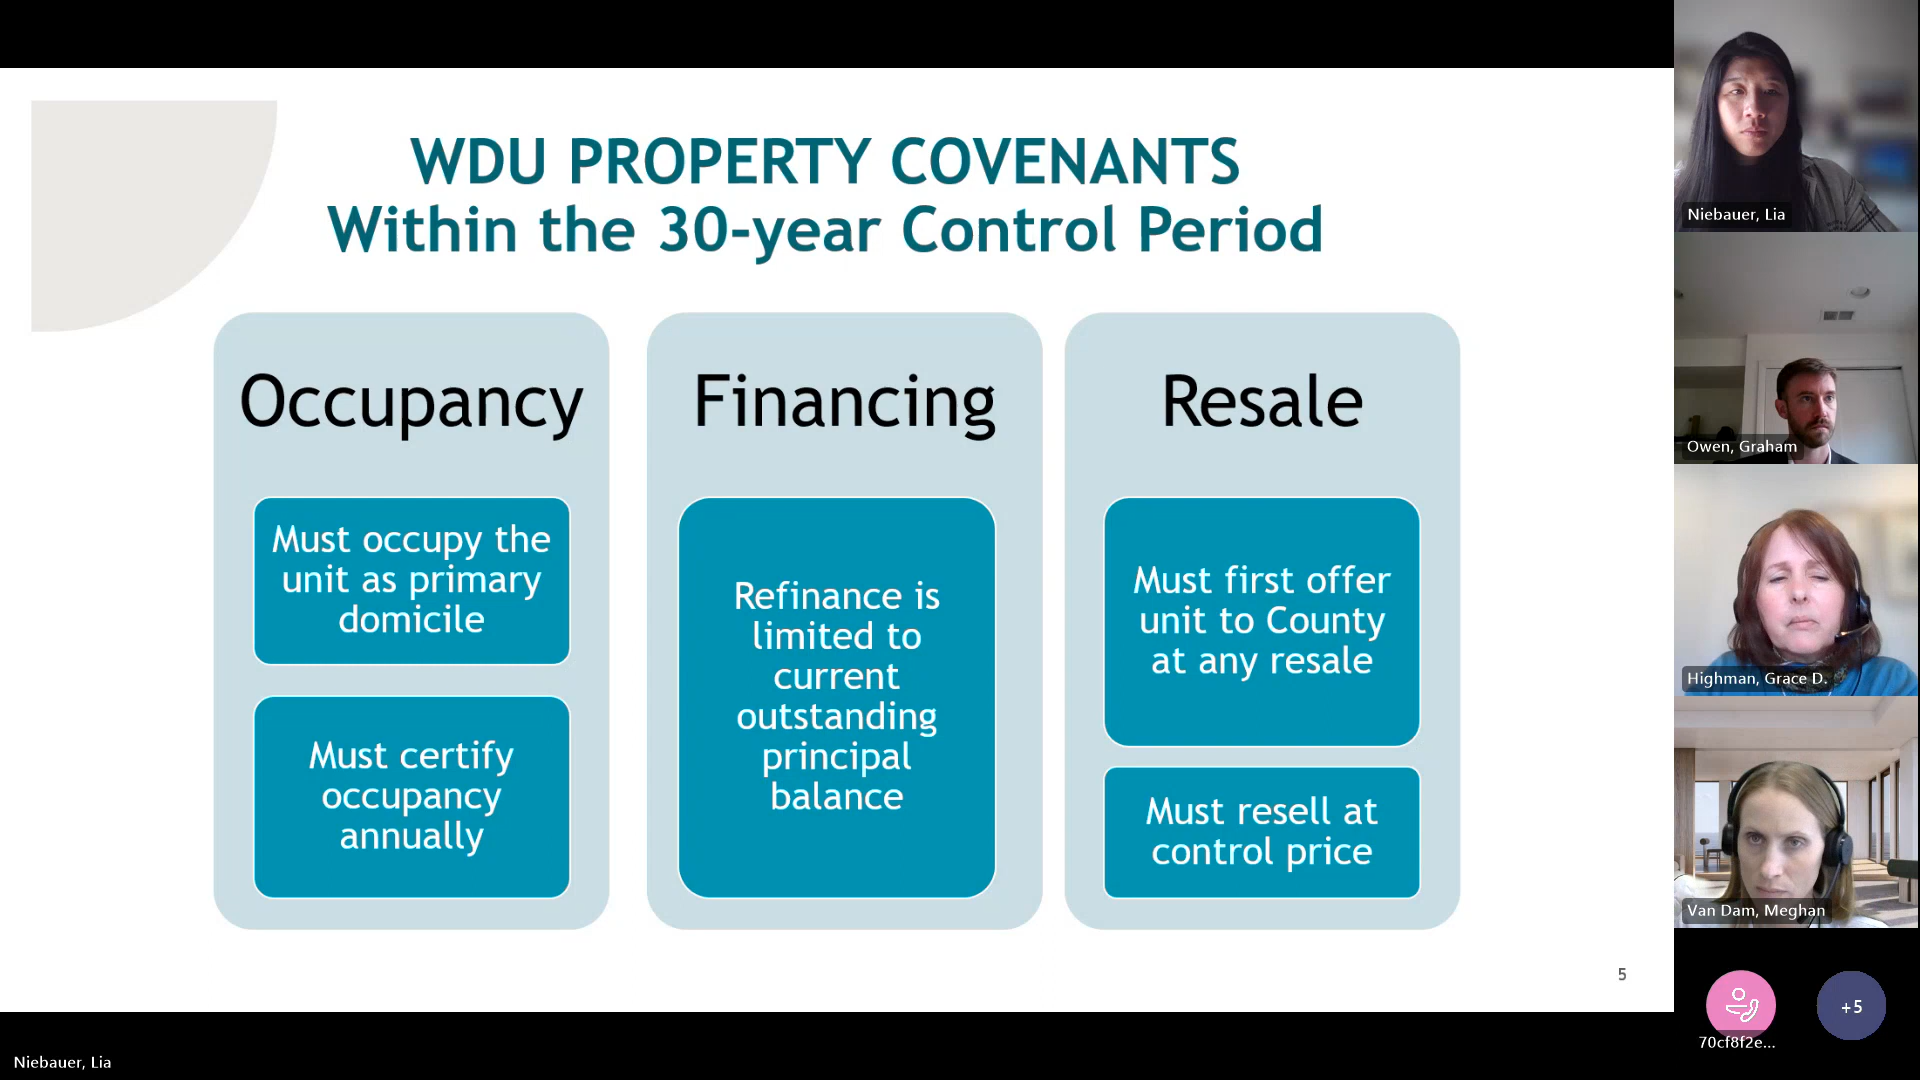 WDU PROPERTY COVENANTS
Within the 30-year Control Period
Occupancy
Must occupy the
unit as primary
domicile
Must certify
occupancy
annually
Financing
Refinance is
limited to
current
outstanding
principal
balance
Resale
Must first offer
unit to County
at any resale
Must resell at
control price
5
Niebauer, Lia
Owen, Graham
Highman, Grace D.
Van Dam, Meghan
70cf8f2e...
+5
Niebauer, Lia